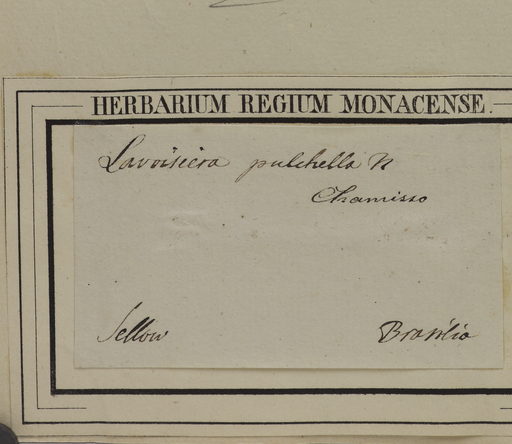 HERBARIUM REGIUM MONACENSE.
Lavoisiera pulchella N
Chamisso
Sellow
Brasilia